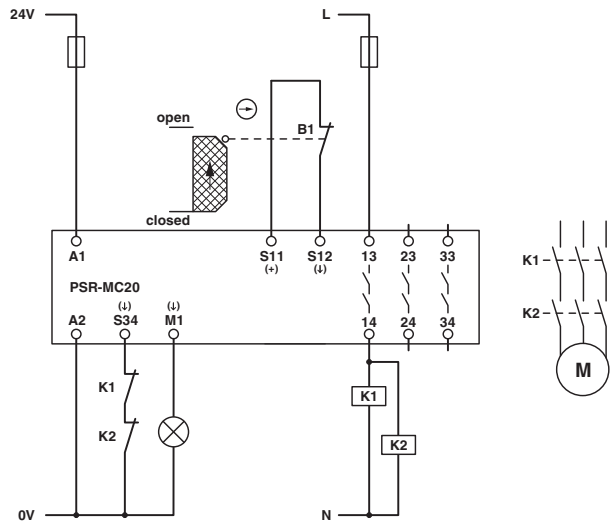 24V
L
open
B1
closed
A1
S11
(+)
S12
(↓)
13
23
33
PSR-MC20
A2
(↓)
S34
(↓)
M1
14
24
34
K1
K2
K1
K2
0V
N
K1
K2
M